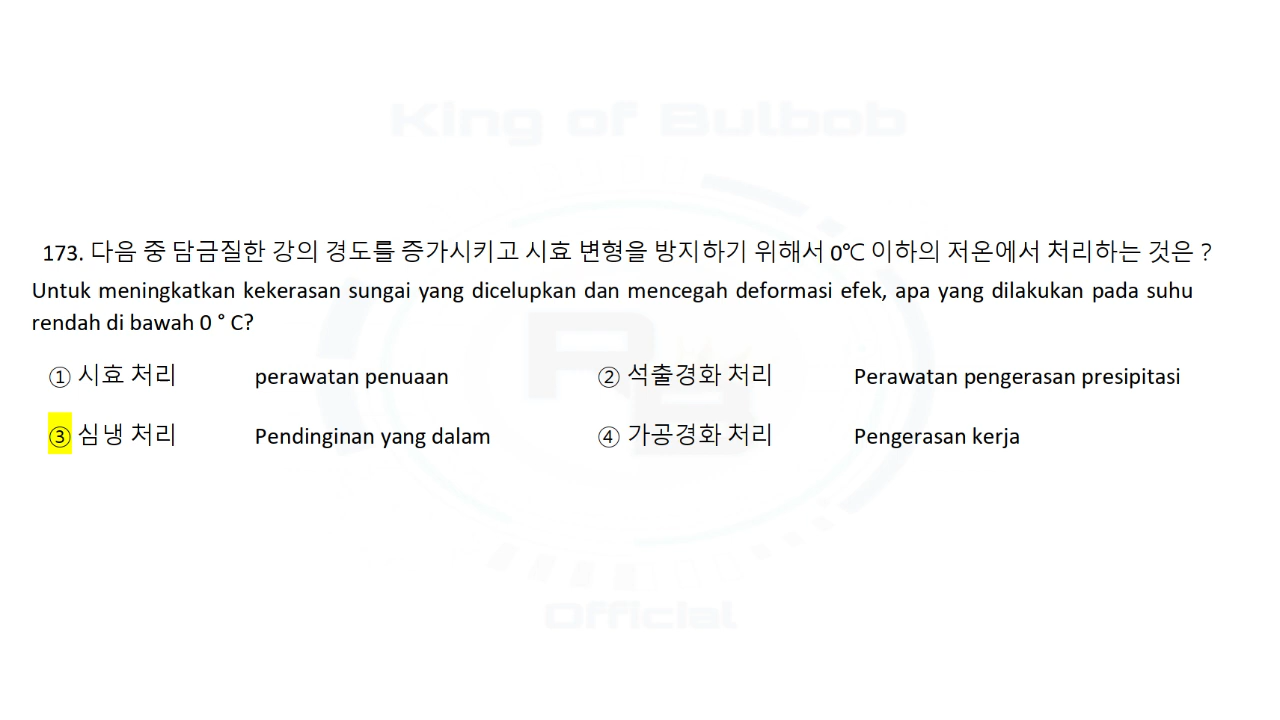 King of Bulbob
173. 다음 중 담금질한 강의 경도를 증가시키고 시효 변형을 방지하기 위해서 0℃ 이하의 저온에서 처리하는 것은 ?
Untuk meningkatkan kekerasan sungai yang dicelupkan dan mencegah deformasi efek, apa yang dilakukan pada suhu
rendah di bawah 0 ° C?
① 시효 처리 perawatan penuaan ② 석출경화 처리 Perawatan pengerasan presipitasi
③ 심냉 처리 Pendinginan yang dalam ④ 가공경화 처리 Pengerasan kerja
Official